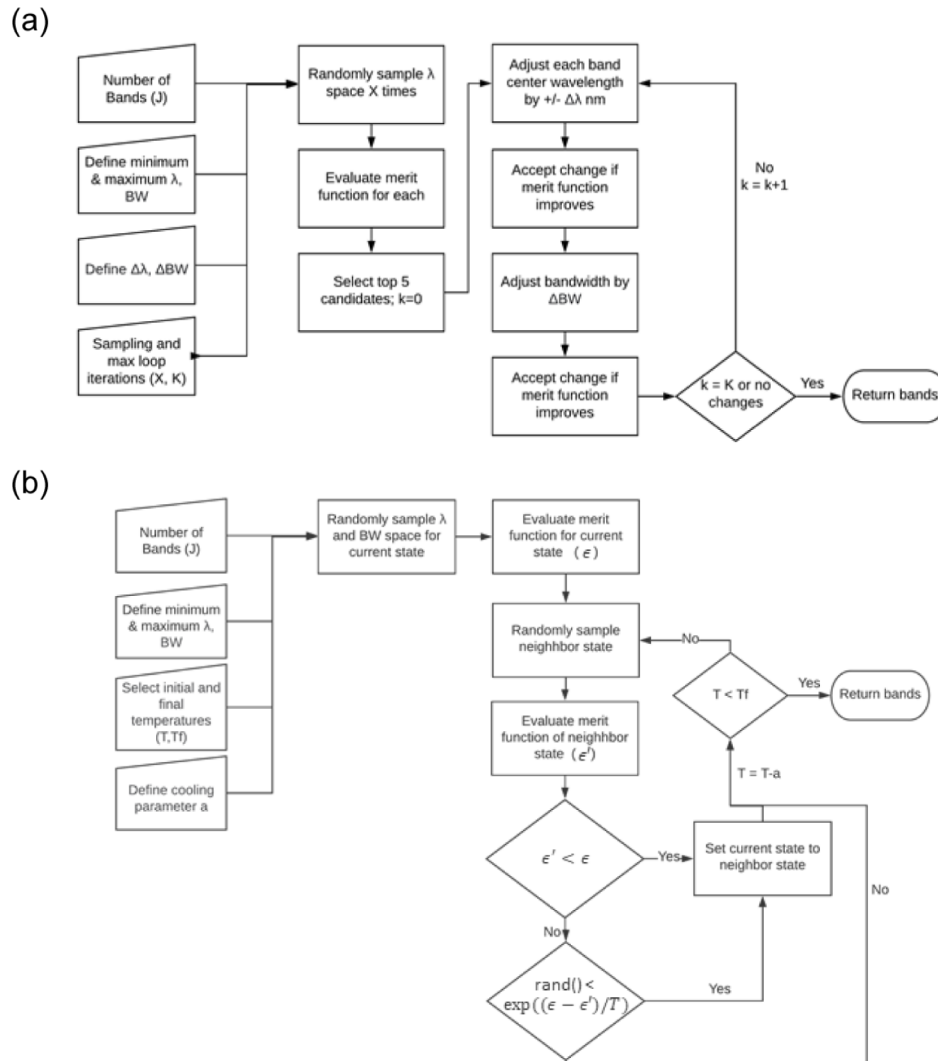 (a)
Number of
Bands (J)
Define minimum
& maximum λ,
BW
Define Δλ, ΔBW
Sampling and
max loop
iterations (X, K)
Randomly sample λ
space X times
Evaluate merit
function for each
Select top 5
candidates; k=0
Adjust each band
center wavelength
by +/- Δλ nm
Accept change if
merit function
improves
Adjust bandwidth by
ΔBW
Accept change if
merit function
improves
No
k = k+1
k = K or no
changes
Yes
Return bands
(b)
Number of
Bands (J)
Define minimum
& maximum λ,
BW
Select initial and
final
temperatures
(T,Tf)
Define cooling
parameter a
Randomly sample λ
and BW space for
current state
Evaluate merit
function for current
state (ϵ)
Randomly sample
neighhbor state
Evaluate merit
function of neighhbor
state (ϵ′)
ϵ′ < ϵ
Yes
No
rand() <
exp((ϵ − ϵ′)/T)
Yes
Set current state to
neighbor state
T = T-a
No
T < Tf
No
Yes
Return bands